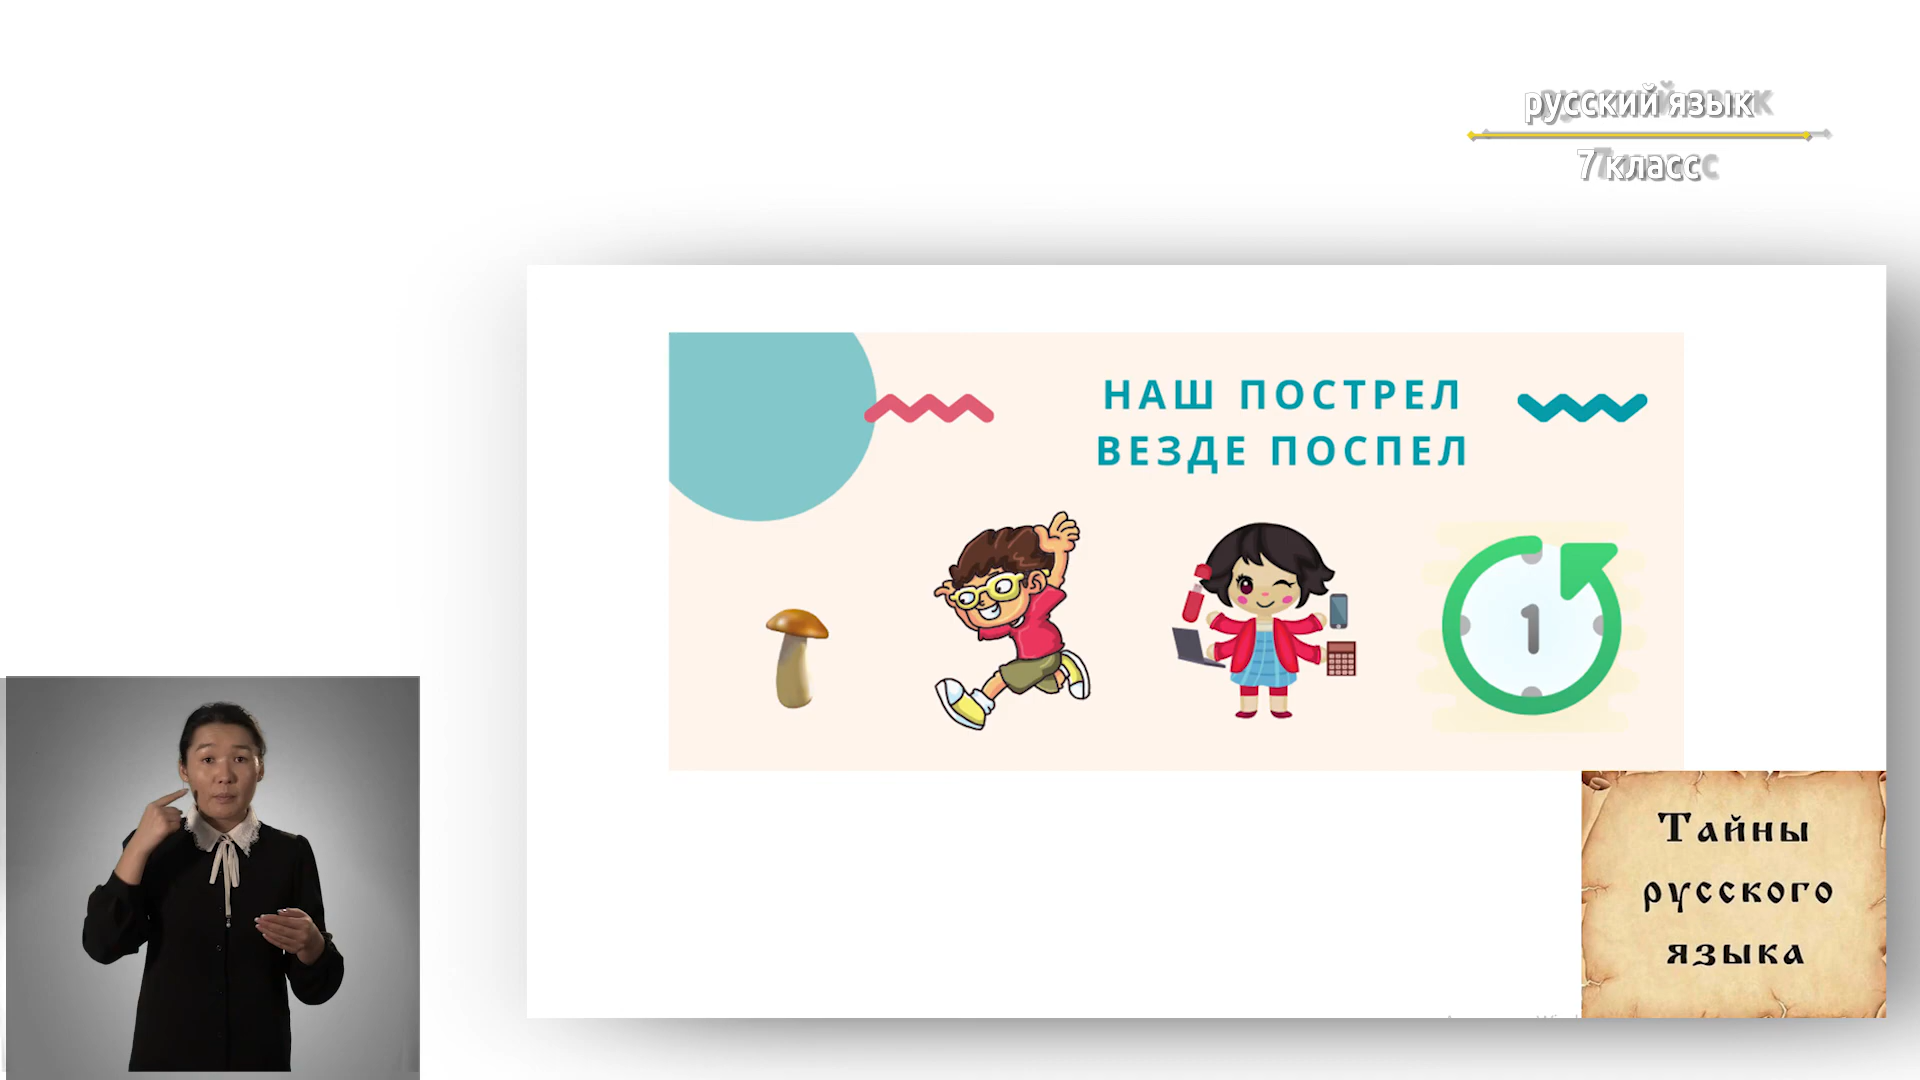 русский язык
7 класс
НАШ ПОСТРЕЛ
ВЕЗДЕ ПОСПЕЛ
1
Тайны
русского
языка